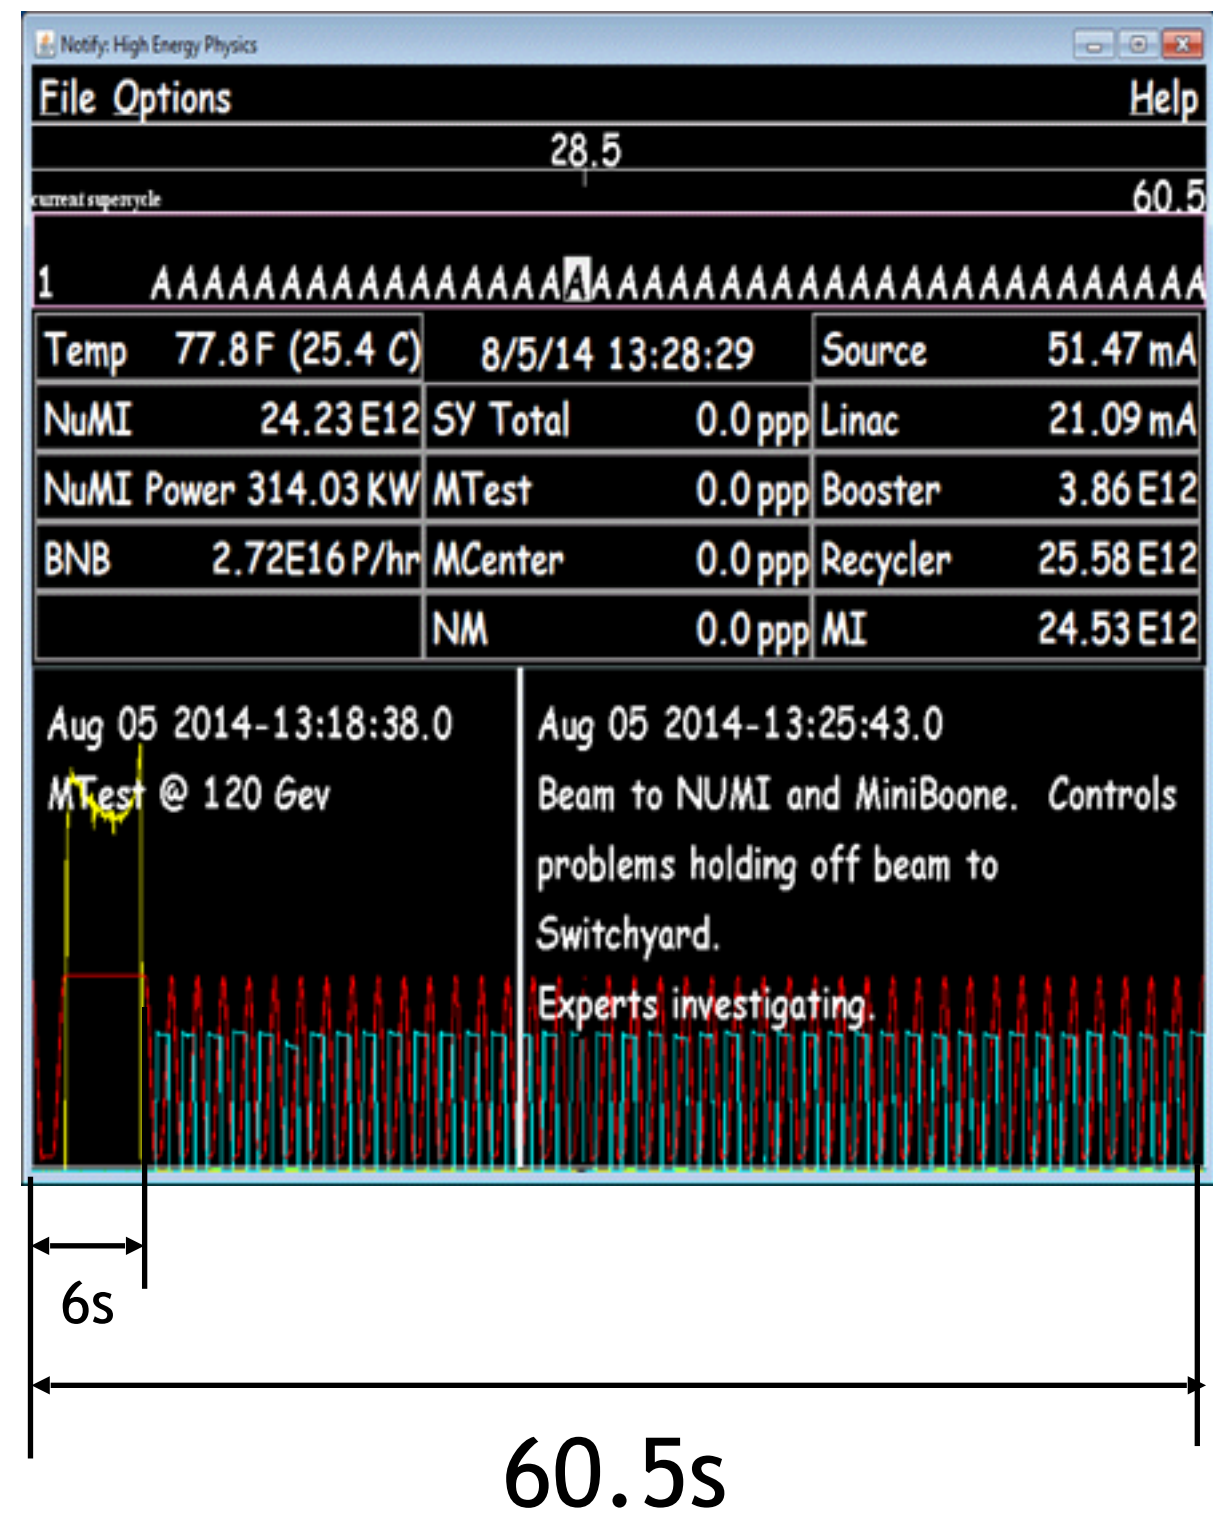 Notify: High Energy Physics
File Options Help
28.5
current supercycle 60.5
1 AAAAAAAAAAAAAAAAAAAAAAAAAAAAAAAAAAAAAAAAA
Temp 77.8 F (25.4 C) 8/5/14 13:28:29 Source 51.47 mA
NuMI 24.23 E12 SY Total 0.0 ppp Linac 21.09 mA
NuMI Power 314.03 KW MTest 0.0 ppp Booster 3.86 E12
BNB 2.72E16 P/hr MCenter 0.0 ppp Recycler 25.58 E12
NM 0.0 ppp MI 24.53 E12
Aug 05 2014-13:18:38.0
MTest @ 120 Gev
Aug 05 2014-13:25:43.0
Beam to NUMI and MiniBoone. Controls
problems holding off beam to
Switchyard.
Experts investigating.
6s
60.5s